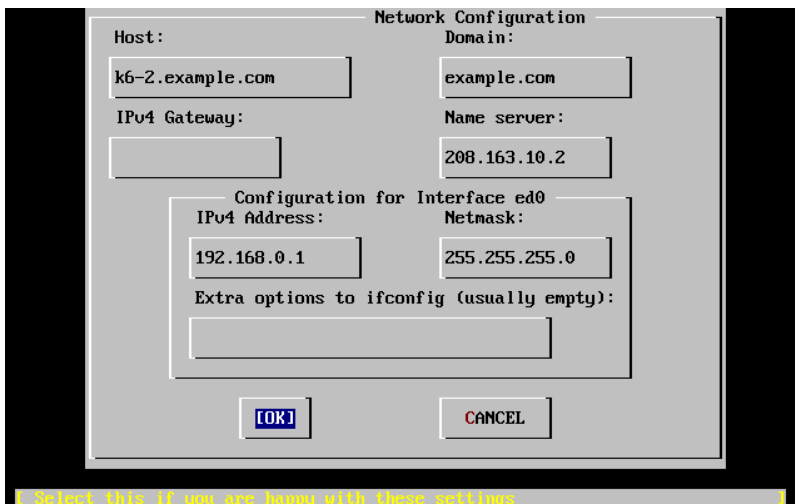 Network Configuration
Host: Domain:
k6-2.example.com example.com
IPv4 Gateway: Name server:
208.163.10.2
Configuration for Interface ed0
IPv4 Address: Netmask:
192.168.0.1 255.255.255.0
Extra options to ifconfig (usually empty):
[OK] CANCEL
[ Select this if you are happy with these settings ]